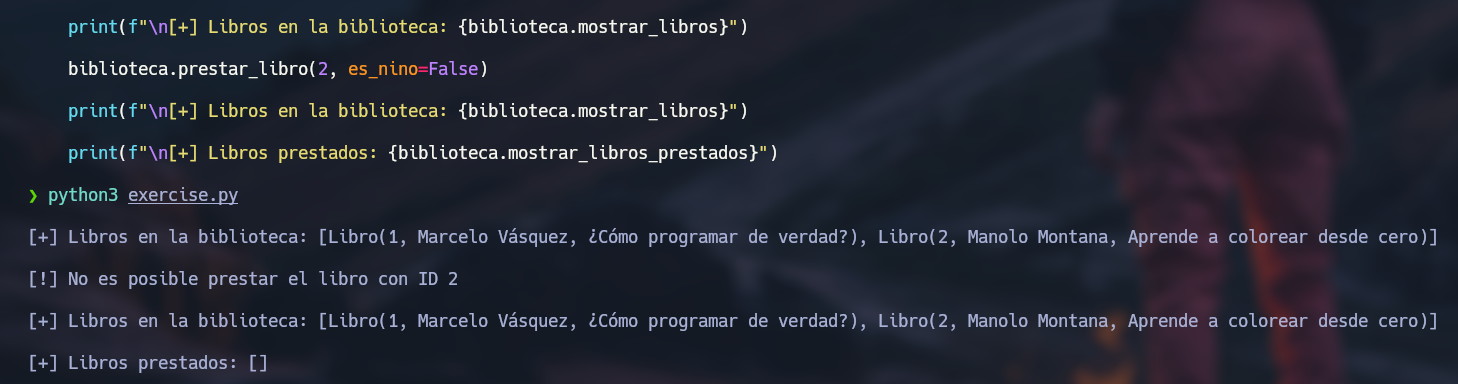 print(f"\n[+] Libros en la biblioteca: {biblioteca.mostrar_libros}")
biblioteca.prestar_libro(2, es_nino=False)
print(f"\n[+] Libros en la biblioteca: {biblioteca.mostrar_libros}")
print(f"\n[+] Libros prestados: {biblioteca.mostrar_libros_prestados}")
❯ python3 exercise.py
[+] Libros en la biblioteca: [Libro(1, Marcelo Vásquez, ¿Cómo programar de verdad?), Libro(2, Manolo Montana, Aprende a colorear desde cero)]
[!] No es posible prestar el libro con ID 2
[+] Libros en la biblioteca: [Libro(1, Marcelo Vásquez, ¿Cómo programar de verdad?), Libro(2, Manolo Montana, Aprende a colorear desde cero)]
[+] Libros prestados: []